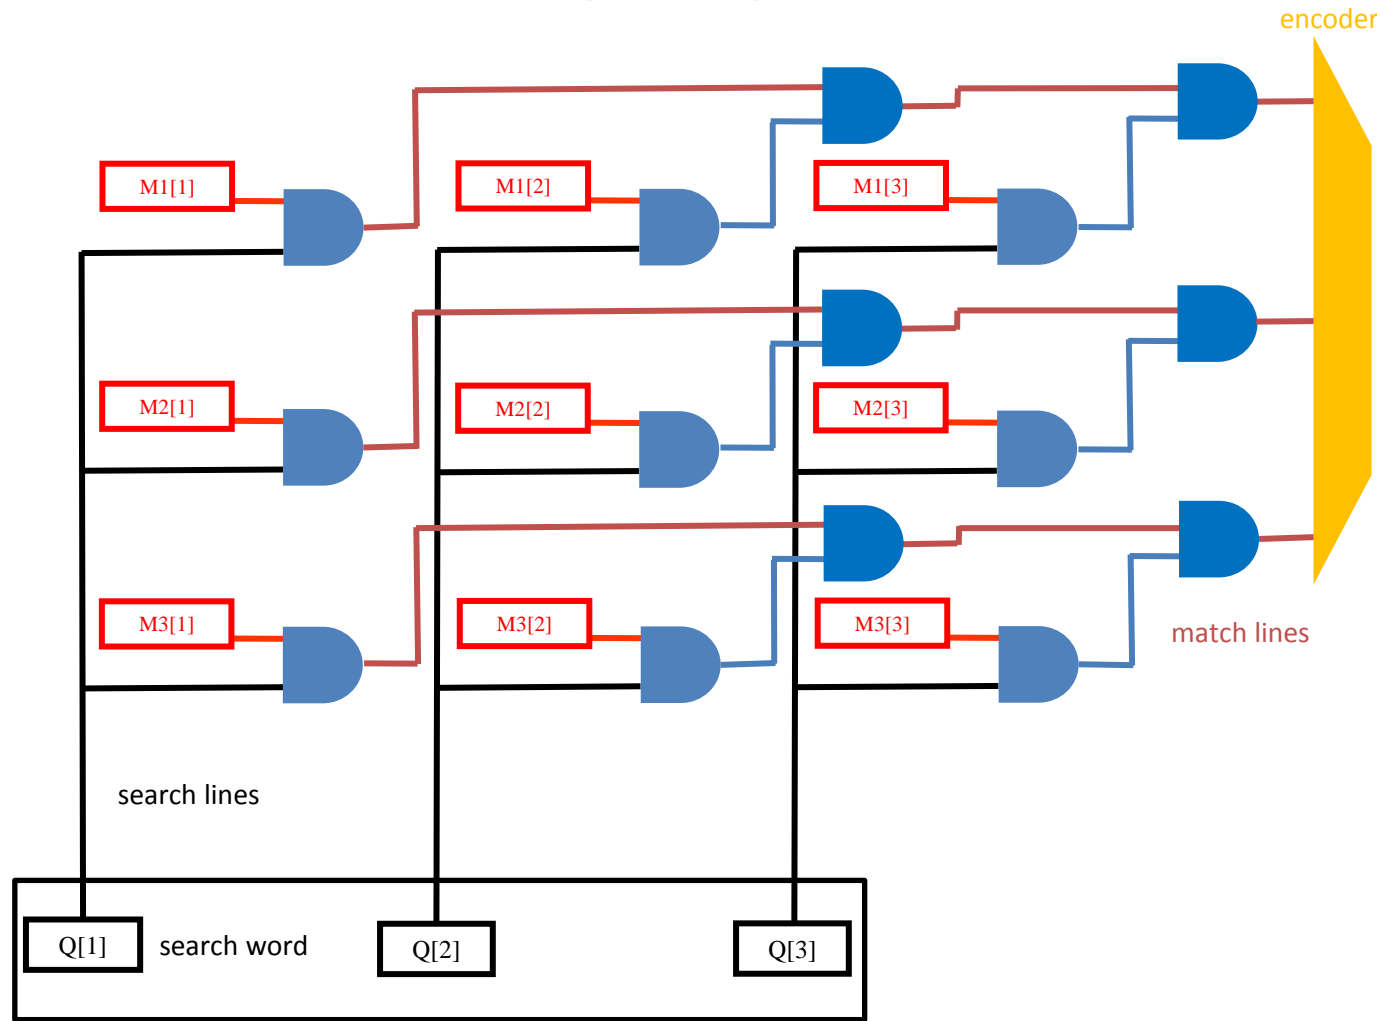 encoder
M1[1]
M1[2]
M1[3]
M2[1]
M2[2]
M2[3]
M3[1]
M3[2]
M3[3]
match lines
search lines
Q[1]
search word
Q[2]
Q[3]